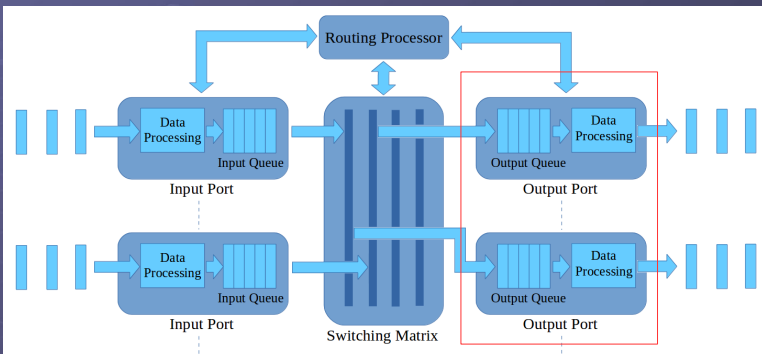 Routing Processor
Data
Processing
Input Queue
Input Port
Data
Processing
Output Queue
Output Port
Data
Processing
Input Queue
Input Port
Data
Processing
Output Queue
Output Port
Switching Matrix